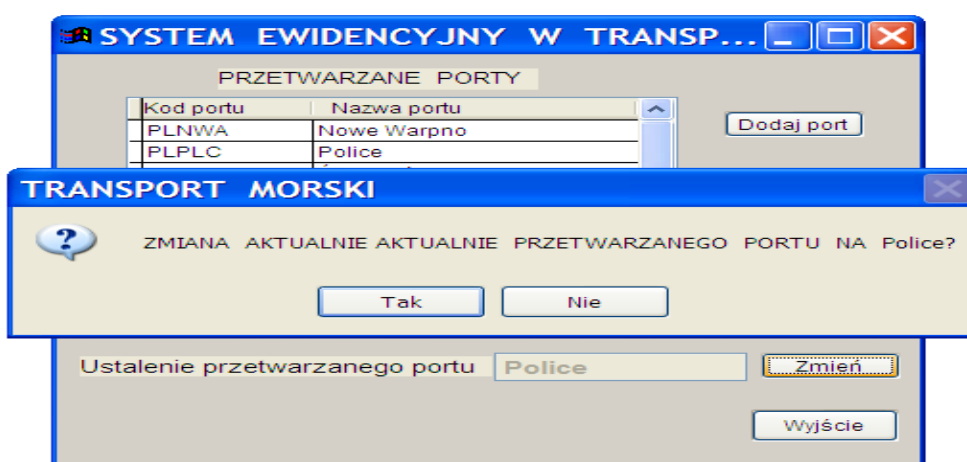 SYSTEM EWIDENCYJNY W TRANSP...
PRZETWARZANE PORTY
Kod portu Nazwa portu
PLNWA Nowe Warpno
Dodaj port
PLPLC Police
TRANSPORT MORSKI
ZMIANA AKTUALNIE AKTUALNIE PRZETWARZANEGO PORTU NA Police?
Tak Nie
Ustalenie przetwarzanego portu Police Zmień
Wyjście